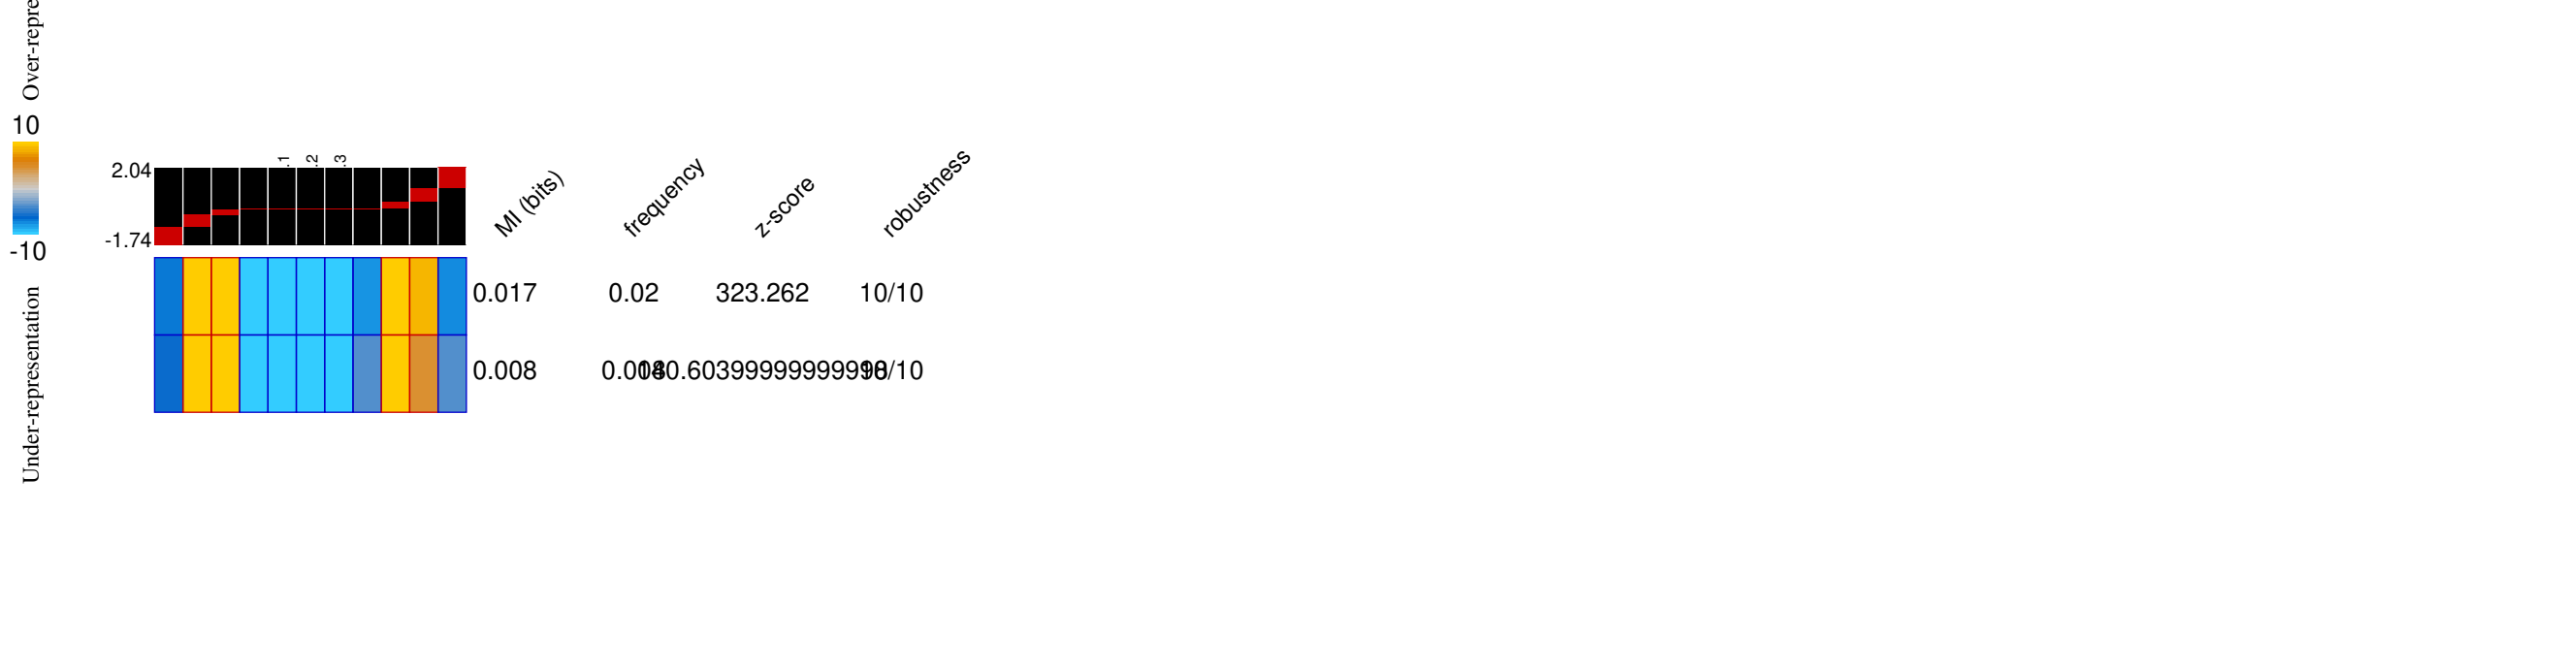 Over-repre
10
-10
Under-representation
2.04
-1.74
.1 .2 .3
MI (bits) frequency z-score robustness
0.017 0.02 323.262 10/10
0.008